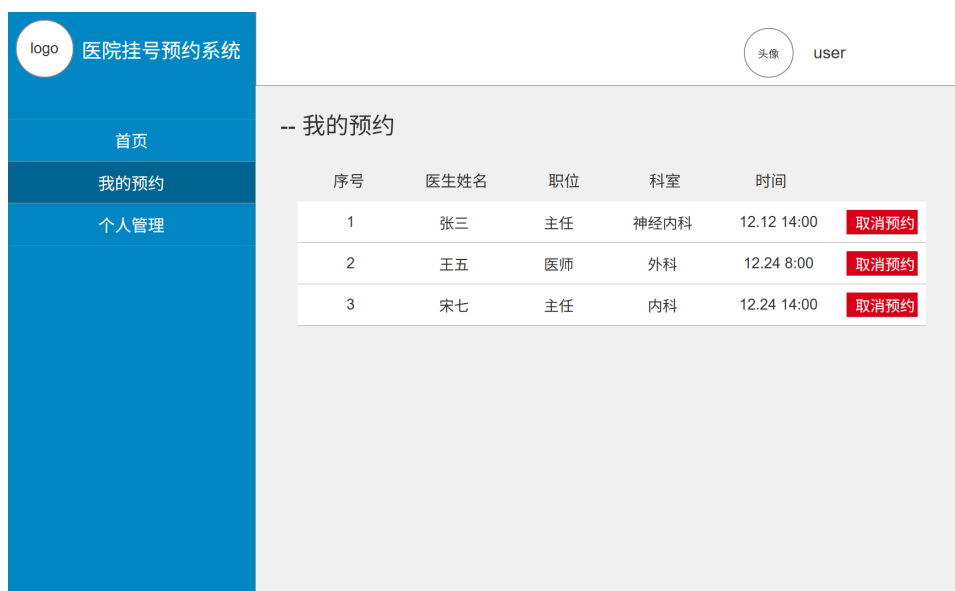 logo 医院挂号预约系统
头像 user
首页
我的预约
个人管理
-- 我的预约
序号 医生姓名 职位 科室 时间
1 张三 主任 神经内科 12.12 14:00 取消预约
2 王五 医师 外科 12.24 8:00 取消预约
3 宋七 主任 内科 12.24 14:00 取消预约